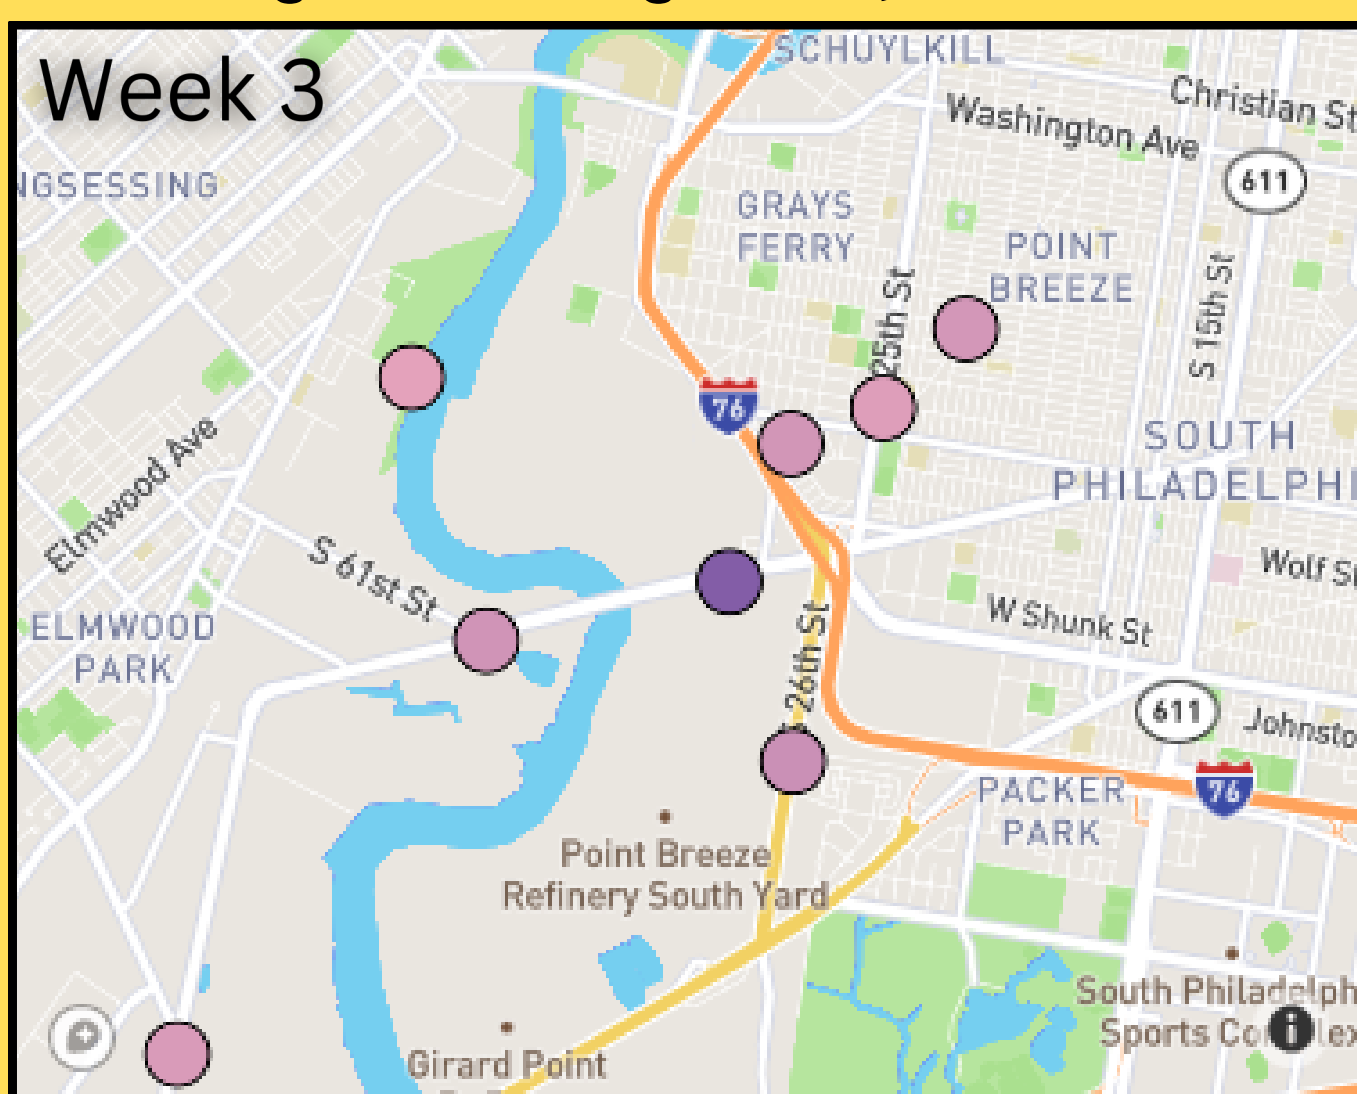 Week 3
SCHUYLKILL
Christian St
Washington Ave
NGSESSING
611
GRAYS
FERRY
POINT
BREEZE
25th St
S 15th St
76
SOUTH
PHILADELPHI
Elmwood Ave
S 61st St
Wolf St
W Shunk St
ELMWOOD
PARK
26th St
611
Johnsto
76
PACKER
PARK
Point Breeze
Refinery South Yard
South Philadelph
Sports Co lex
i
Girard Point